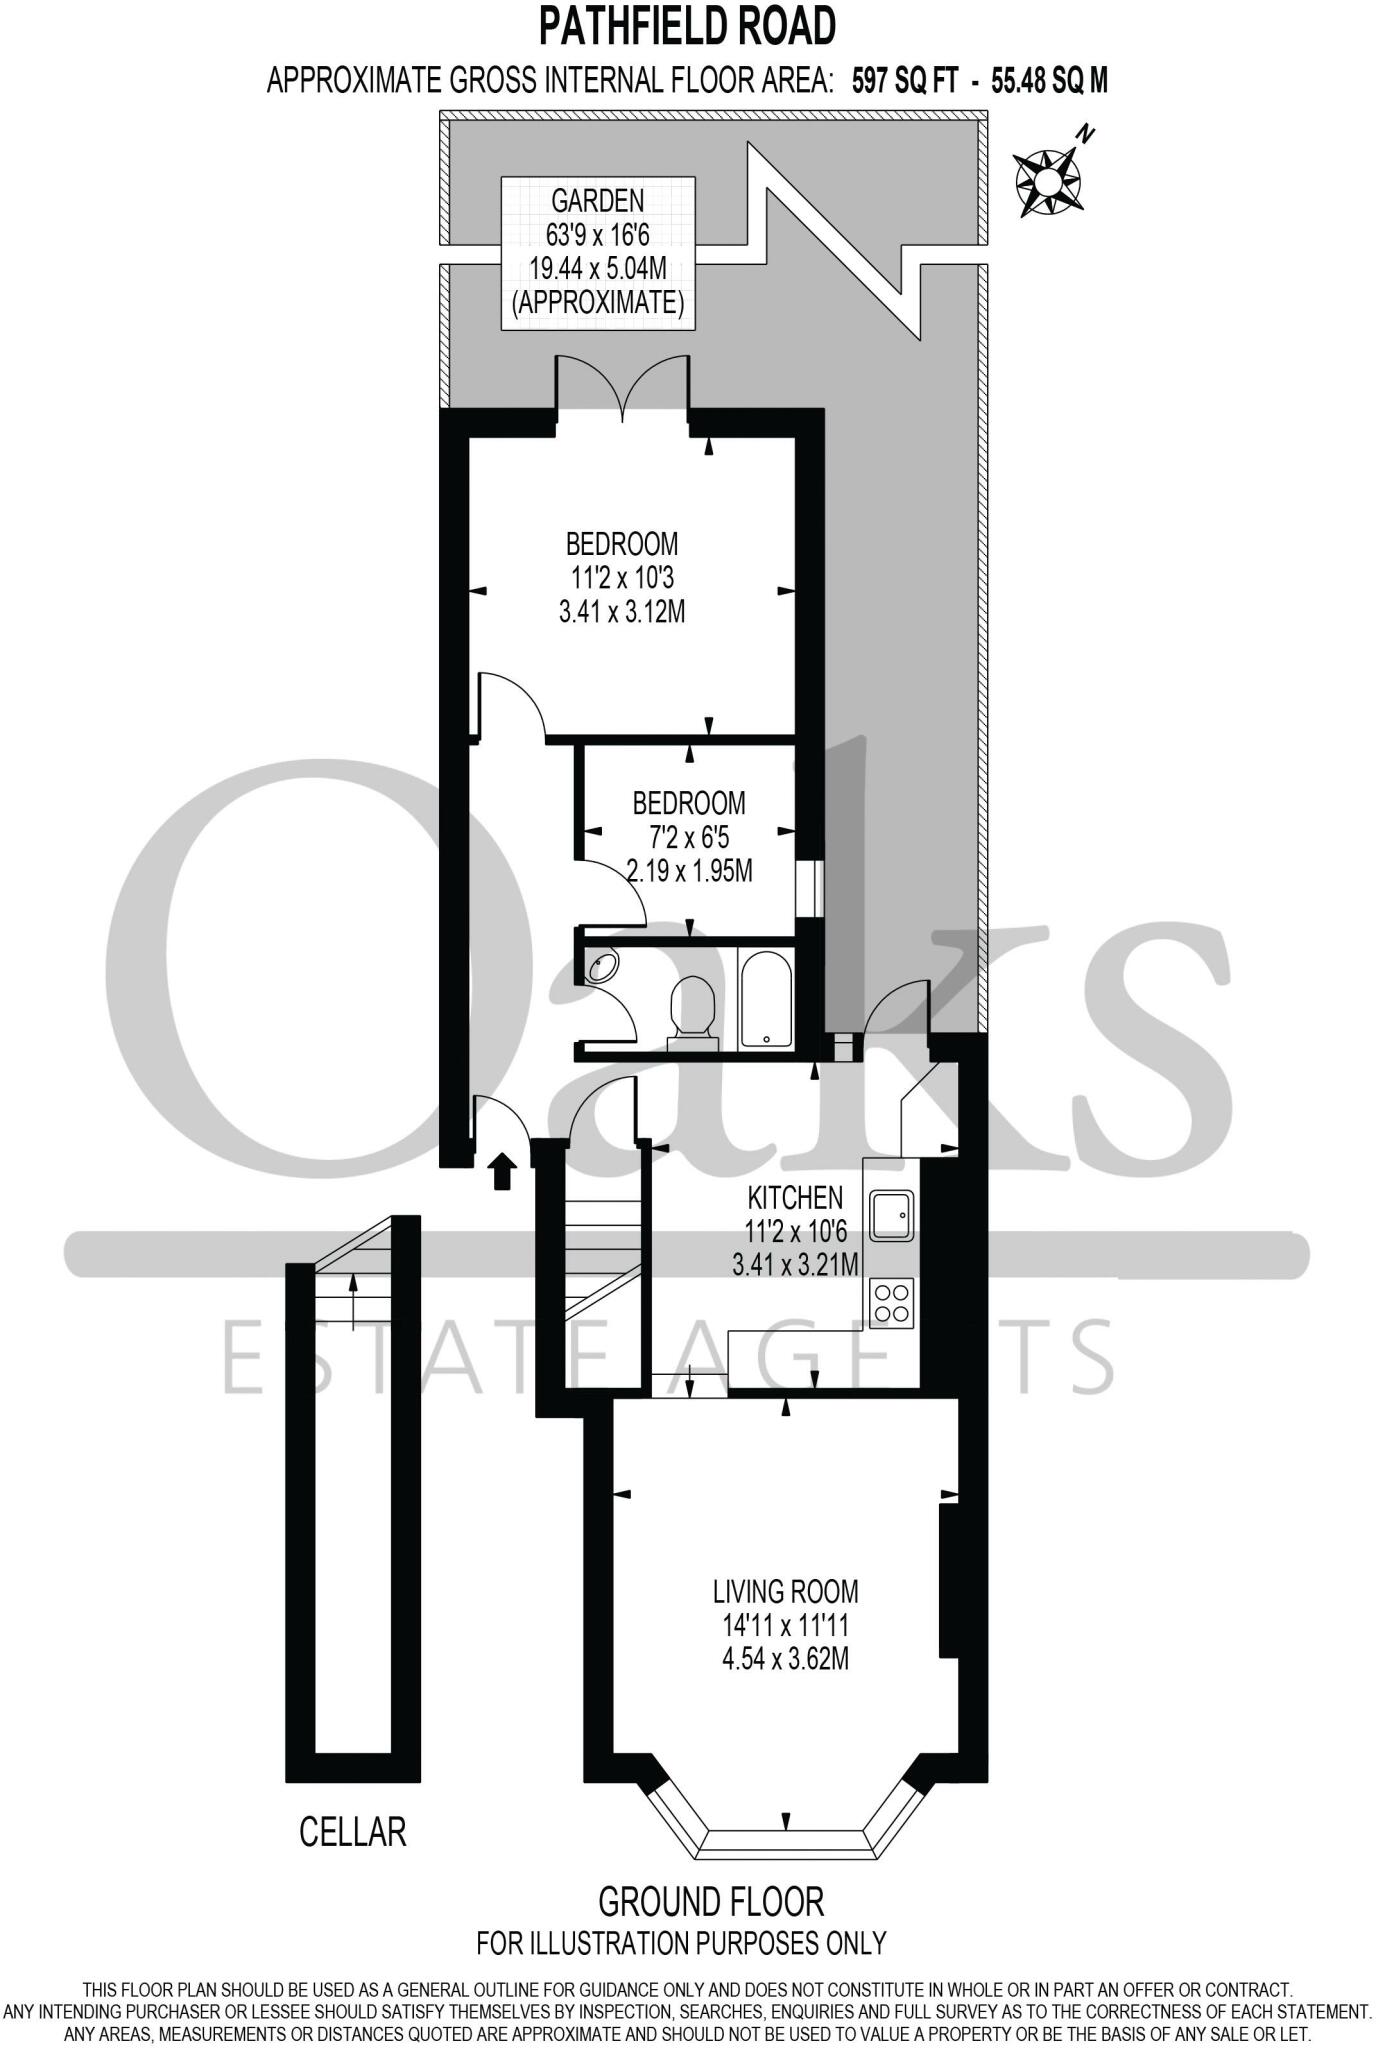 PATHFIELD ROAD
APPROXIMATE GROSS INTERNAL FLOOR AREA: 597 SQ FT - 55.48 SQ M
N
GARDEN
63'9 x 16'6
19.44 x 5.04M
(APPROXIMATE)
BEDROOM
11'2 x 10'3
3.41 x 3.12M
BEDROOM
7'2 x 6'5
2.19 x 1.95M
Oaks
KITCHEN
11'2 x 10'6
3.41 x 3.21M
ESTATE AGENTS
LIVING ROOM
14'11 x 11'11
4.54 x 3.62M
CELLAR
GROUND FLOOR
FOR ILLUSTRATION PURPOSES ONLY
THIS FLOOR PLAN SHOULD BE USED AS A GENERAL OUTLINE FOR GUIDANCE ONLY AND DOES NOT CONSTITUTE IN WHOLE OR IN PART AN OFFER OR CONTRACT.
ANY INTENDING PURCHASER OR LESSEE SHOULD SATISFY THEMSELVES BY INSPECTION, SEARCHES, ENQUIRIES AND FULL SURVEY AS TO THE CORRECTNESS OF EACH STATEMENT.
ANY AREAS, MEASUREMENTS OR DISTANCES QUOTED ARE APPROXIMATE AND SHOULD NOT BE USED TO VALUE A PROPERTY OR BE THE BASIS OF ANY SALE OR LET.